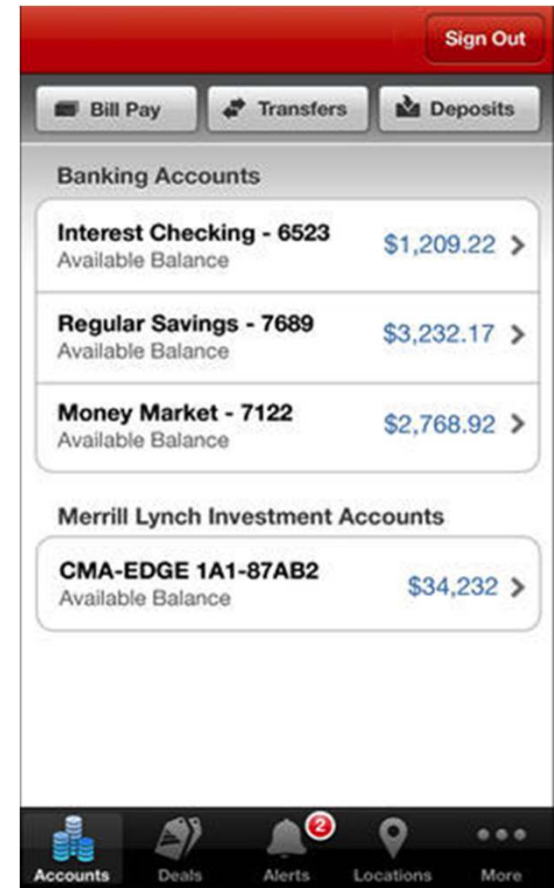 Sign Out
Bill Pay Transfers Deposits
Banking Accounts
Interest Checking - 6523
Available Balance
$1,209.22
Regular Savings - 7689
Available Balance
$3,232.17
Money Market - 7122
Available Balance
$2,768.92
Merrill Lynch Investment Accounts
CMA-EDGE 1A1-87AB2
Available Balance
$34,232
2
Accounts Deals Alerts Locations More